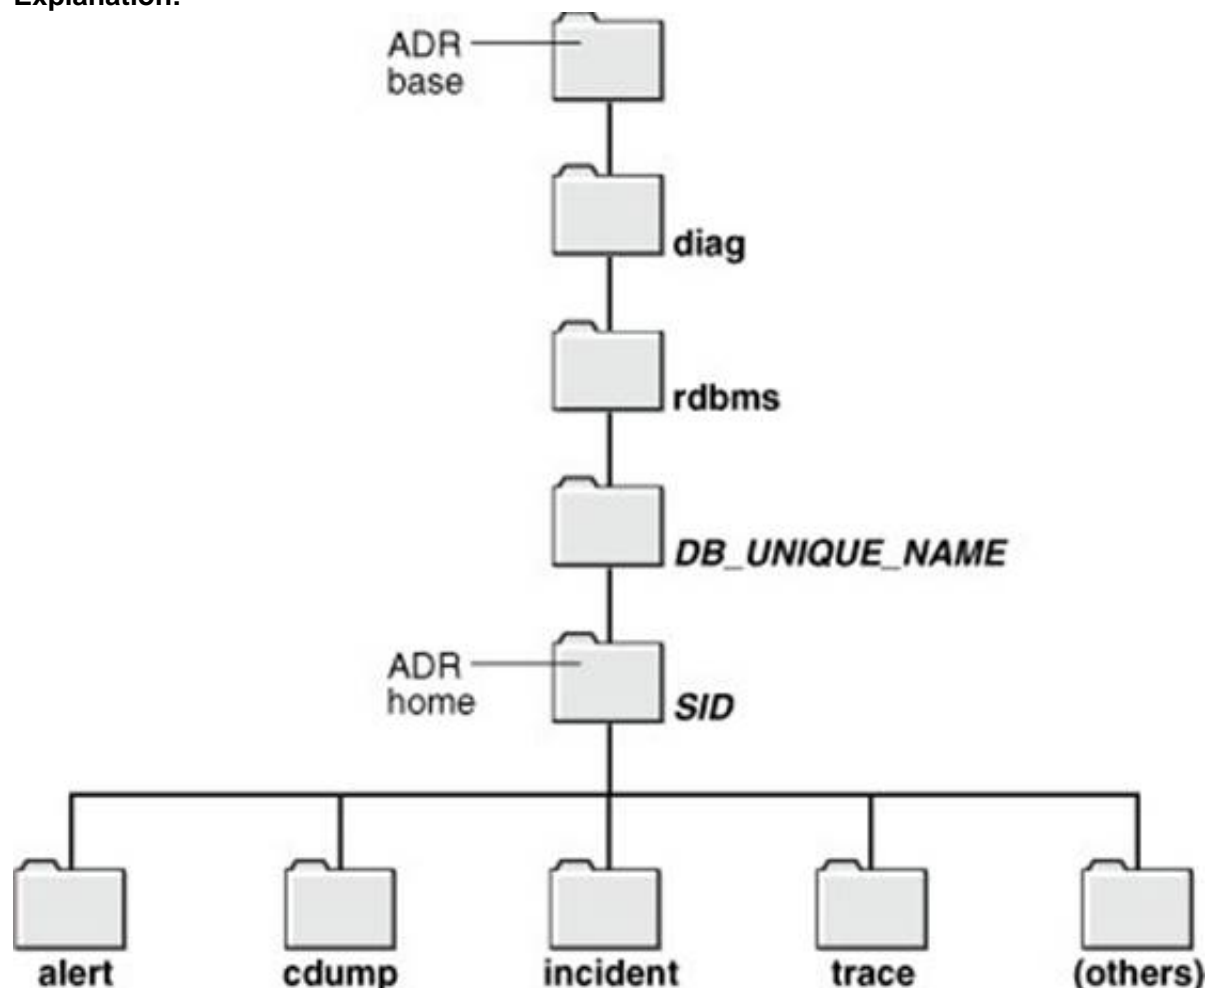 Explanation:
ADR
base
diag
rdbms
DB_UNIQUE_NAME
ADR
home
SID
alert cdump incident trace (others)